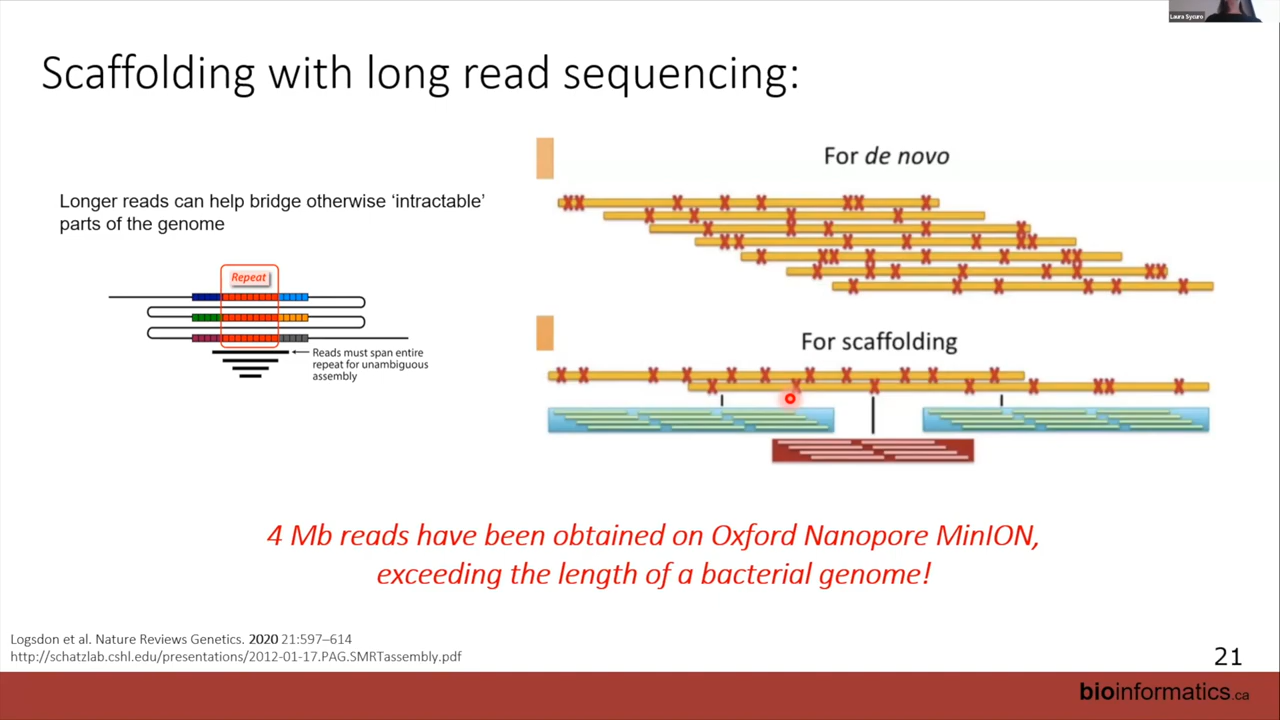 Laura Sycuro
Scaffolding with long read sequencing:
Longer reads can help bridge otherwise ‘intractable’
parts of the genome
Repeat
Reads must span entire
repeat for unambiguous
assembly
For de novo
For scaffolding
4 Mb reads have been obtained on Oxford Nanopore MinION,
exceeding the length of a bacterial genome!
Logsdon et al. Nature Reviews Genetics. 2020 21:597–614
http://schatzlab.cshl.edu/presentations/2012-01-17.PAG.SMRTassembly.pdf
21
bioinformatics.ca